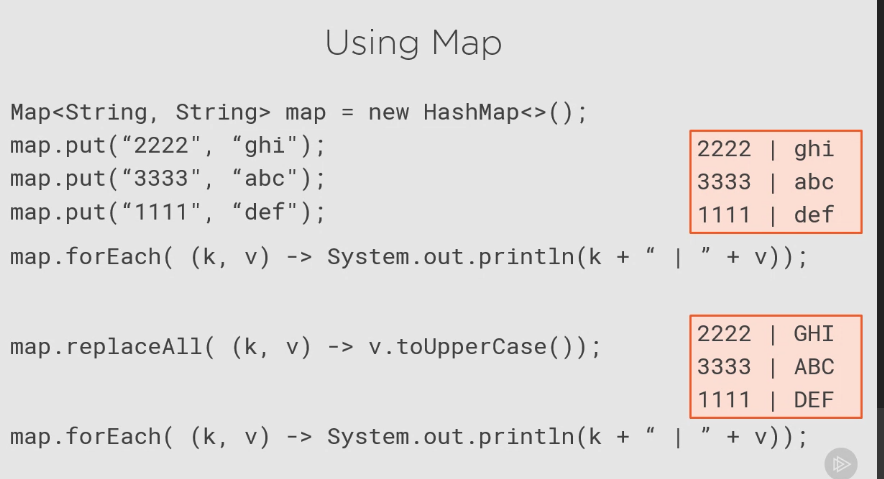 Using Map
Map<String, String> map = new HashMap<>();
map.put(“2222", “ghi");
map.put(“3333", “abc");
map.put(“1111", “def");
2222 | ghi
3333 | abc
1111 | def
map.forEach( (k, v) -> System.out.println(k + “ | ” + v));
map.replaceAll( (k, v) -> v.toUpperCase());
2222 | GHI
3333 | ABC
1111 | DEF
map.forEach( (k, v) -> System.out.println(k + “ | ” + v));